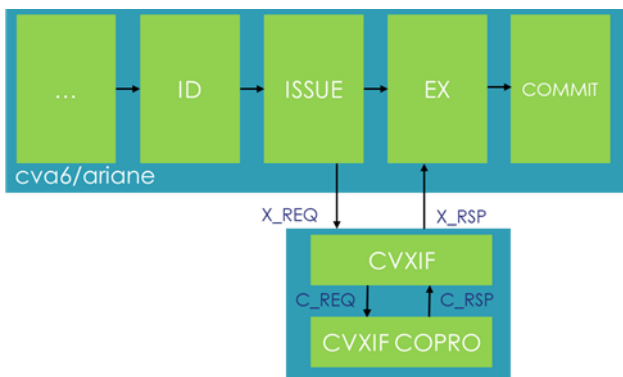 ...
ID
ISSUE
EX
COMMIT
cva6/ariane
X_REQ
X_RSP
CVXIF
C_REQ
C_RSP
CVXIF COPRO